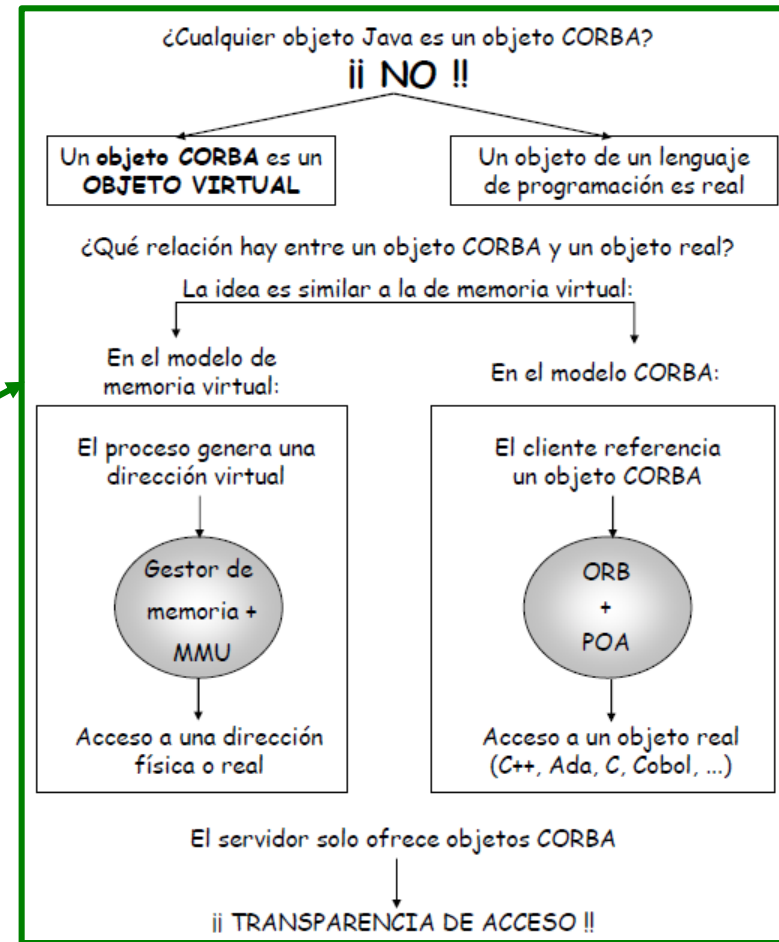 ¿Cualquier objeto Java es un objeto CORBA?
¡¡ NO !!
Un objeto CORBA es un
OBJETO VIRTUAL
Un objeto de un lenguaje
de programación es real
¿Qué relación hay entre un objeto CORBA y un objeto real?
La idea es similar a la de memoria virtual:
En el modelo de
memoria virtual:
El proceso genera una
dirección virtual
Gestor de
memoria +
MMU
Acceso a una dirección
física o real
En el modelo CORBA:
El cliente referencia
un objeto CORBA
ORB
+
POA
Acceso a un objeto real
(C++, Ada, C, Cobol, ...)
El servidor solo ofrece objetos CORBA
¡¡ TRANSPARENCIA DE ACCESO !!